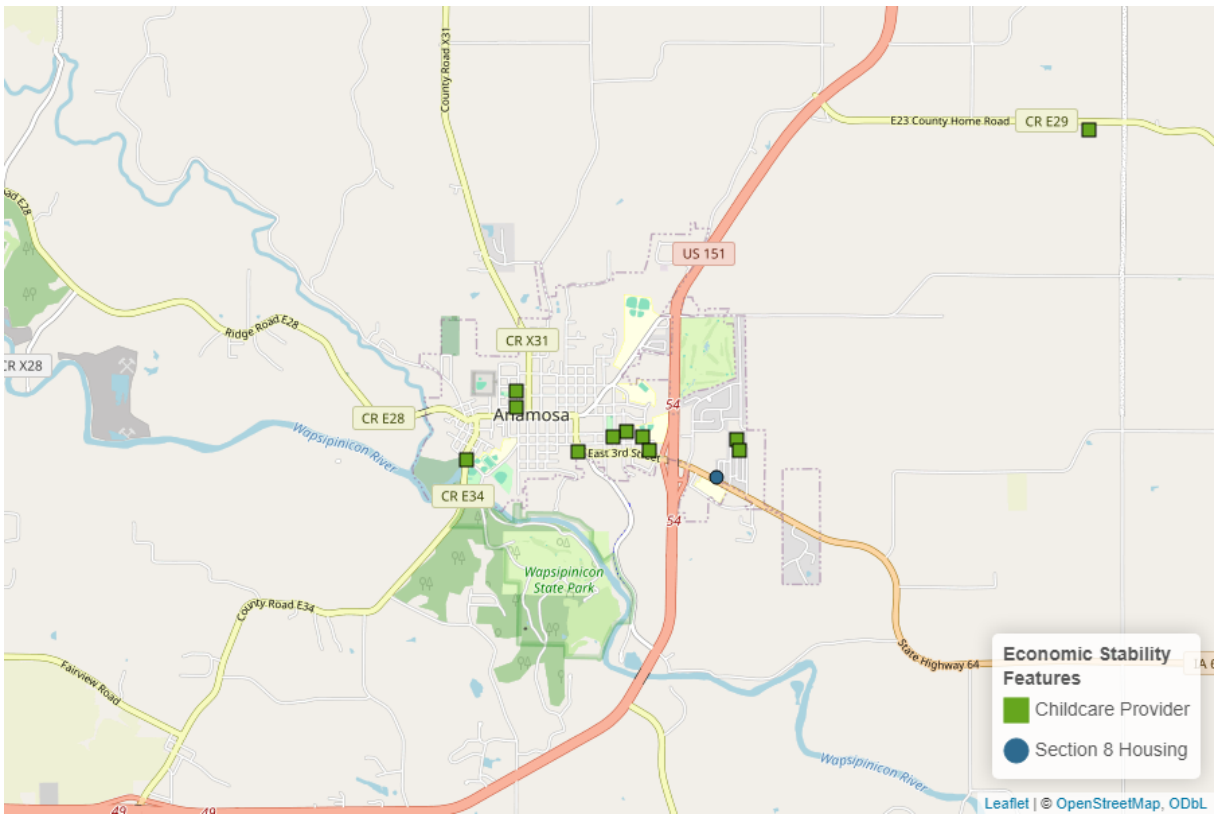 County Road X31
E23 County Home Road
CR E29
US 151
Ridge Road E28
CR X31
CR X28
54
CR E28
Anamosa
Wapsipinicon River
East 3rd Street
CR E34
54
Wapsipinicon
State Park
County Road E34
State Highway 64
Fairview Road
Wapsipinicon River
49
49
Economic Stability
Features
Childcare Provider
Section 8 Housing
Leaflet | © OpenStreetMap, ODbL